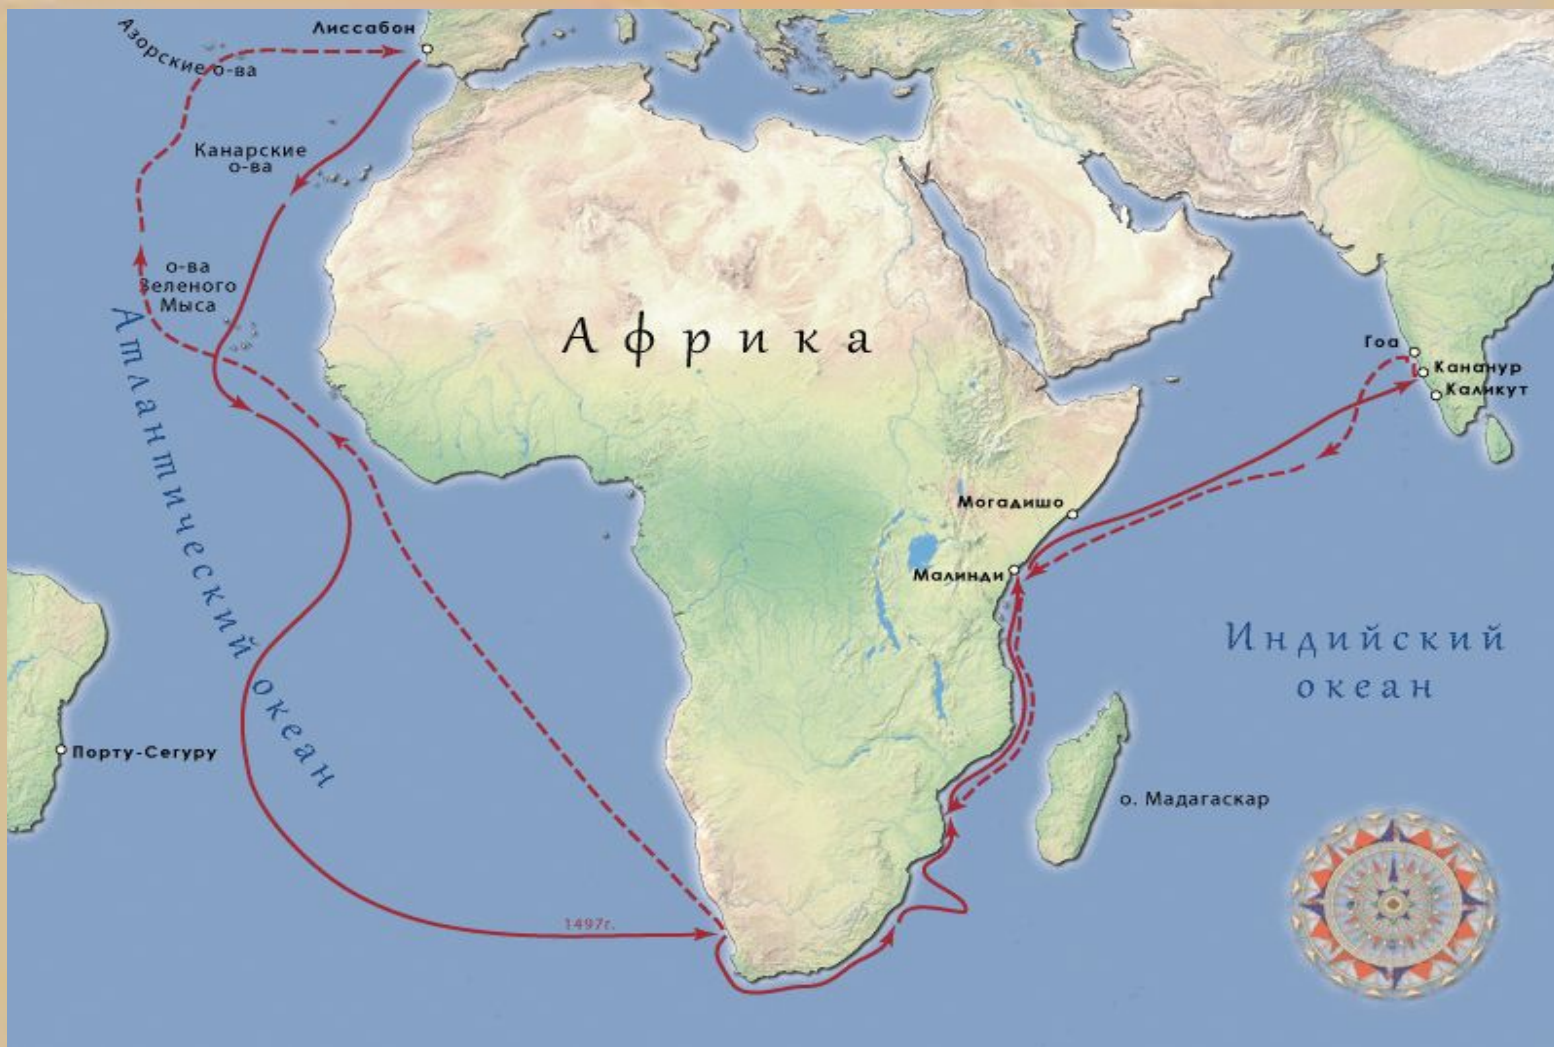 Лиссабон
Азорские о-ва
Канарские
о-ва
о-ва
Зеленого
Мыса
Атлантический океан
Африка
Гоа
Кананур
Каликут
Могадишо
Малинди
Индийский
океан
Порту-Сегуру
о. Мадагаскар
1497г.